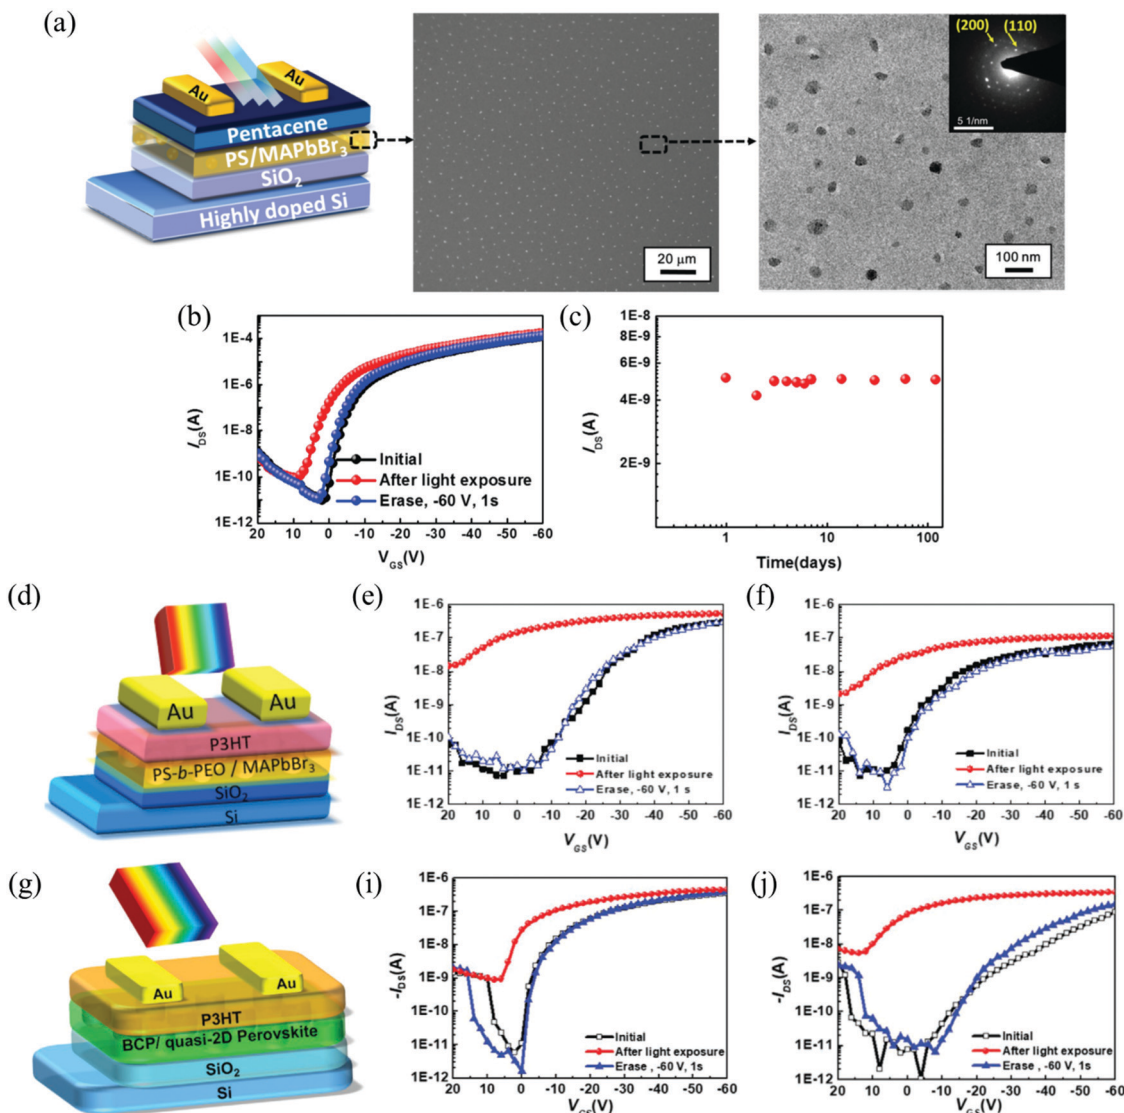 (a)
Au
Au
Pentacene
PS/MAPbBr3
SiO2
Highly doped Si
20 μm
(200)
(110)
5 1/nm
100 nm
(b)
1E-4
1E-6
1E-8
1E-10
1E-12
IDS(A)
Initial
After light exposure
Erase, -60 V, 1s
20 10 0 -10 -20 -30 -40 -50 -60
VGS(V)
(c)
1E-8
6E-9
4E-9
2E-9
IDS(A)
1 10 100
Time(days)
(d)
Au
Au
P3HT
PS-b-PEO / MAPbBr3
SiO2
Si
(e)
1E-6
1E-7
1E-8
1E-9
1E-10
1E-11
1E-12
IDS(A)
Initial
After light exposure
Erase, -60 V, 1 s
20 10 0 -10 -20 -30 -40 -50 -60
VGS(V)
(f)
1E-6
1E-7
1E-8
1E-9
1E-10
1E-11
1E-12
IDS(A)
Initial
After light exposure
Erase, -60 V, 1 s
20 10 0 -10 -20 -30 -40 -50 -60
VGS(V)
(g)
Au
Au
P3HT
BCP/ quasi-2D Perovskite
SiO2
Si
(i)
1E-6
1E-7
1E-8
1E-9
1E-10
1E-11
1E-12
-IDS(A)
Initial
After light exposure
Erase , -60 V, 1s
20 10 0 -10 -20 -30 -40 -50 -60
VGS(V)
(j)
1E-6
1E-7
1E-8
1E-9
1E-10
1E-11
1E-12
-IDS(A)
Initial
After light exposure
Erase , -60 V, 1s
20 10 0 -10 -20 -30 -40 -50 -60
VGS(V)